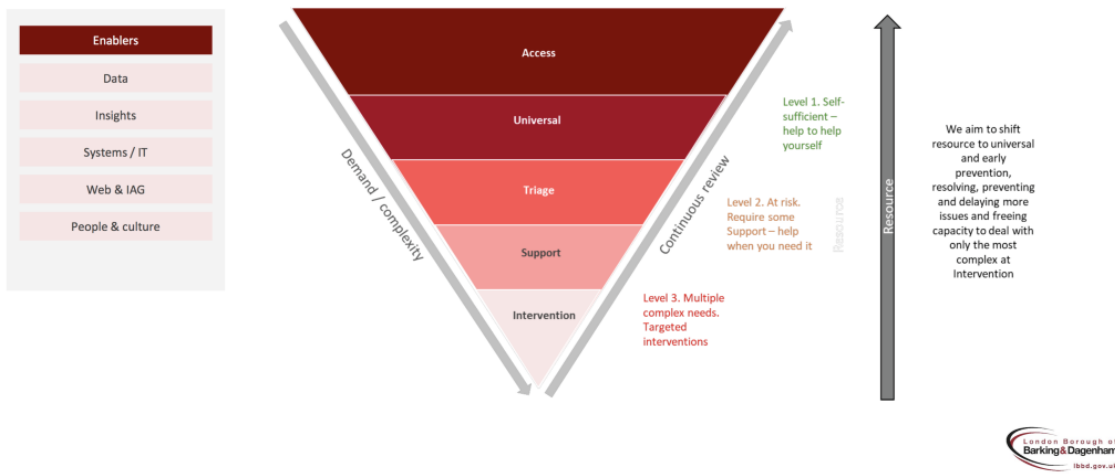 Enablers
Data
Insights
Systems / IT
Web & IAG
People & culture
Access
Universal
Triage
Support
Intervention
Demand / complexity
Continuous review
Level 1. Self-
sufficient –
help to help
yourself
Level 2. At risk.
Require some
Support – help
when you need it
Level 3. Multiple
complex needs.
Targeted
interventions
Resource
Resource
We aim to shift
resource to universal
and early
prevention,
resolving, preventing
and delaying more
issues and freeing
capacity to deal with
only the most
complex at
Intervention
London Borough of
Barking&Dagenham
lbbd.gov.uk